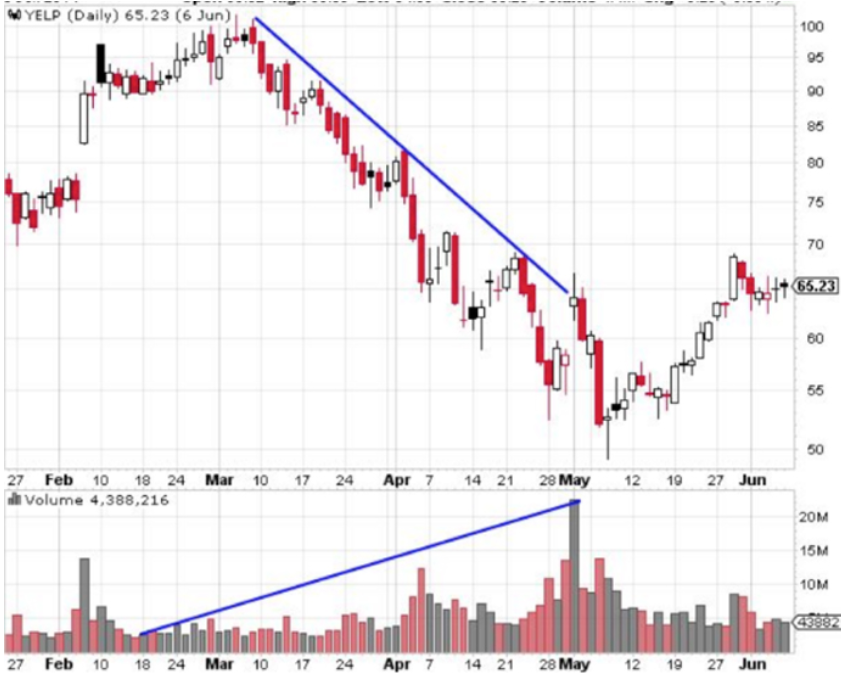 YELP (Daily) 65.23 (6 Jun)
100
95
90
85
80
75
70
65.23
60
55
50
27 Feb 10 18 24 Mar 10 17 24 Apr 7 14 21 28 May 12 19 27 Jun
Volume 4,388,216
20M
15M
10M
43882
27 Feb 10 18 24 Mar 10 17 24 Apr 7 14 21 28 May 12 19 27 Jun